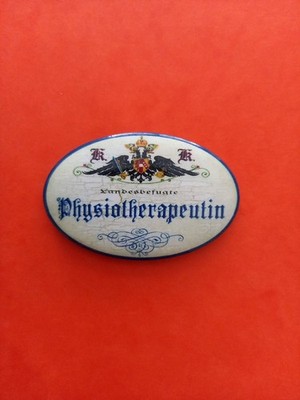 K. K.
Landesbefugte
Physiotherapeutin